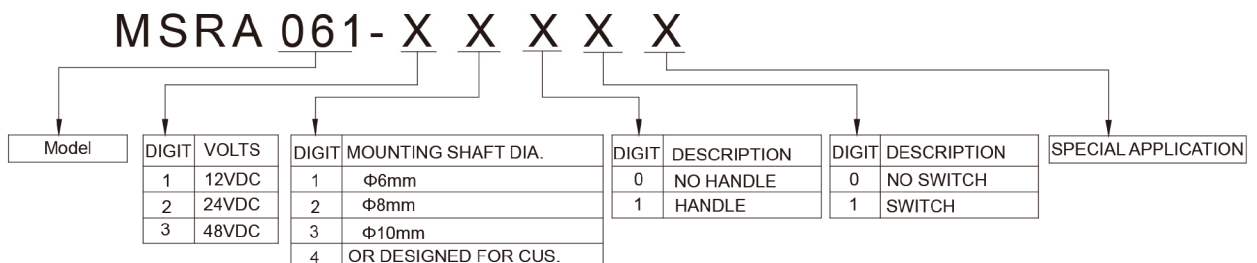 MSRA 061- X X X X X
Model
DIGIT VOLTS
1 12VDC
2 24VDC
3 48VDC
DIGIT MOUNTING SHAFT DIA.
1 Φ6mm
2 Φ8mm
3 Φ10mm
4 OR DESIGNED FOR CUS.
DIGIT DESCRIPTION
0 NO HANDLE
1 HANDLE
DIGIT DESCRIPTION
0 NO SWITCH
1 SWITCH
SPECIAL APPLICATION